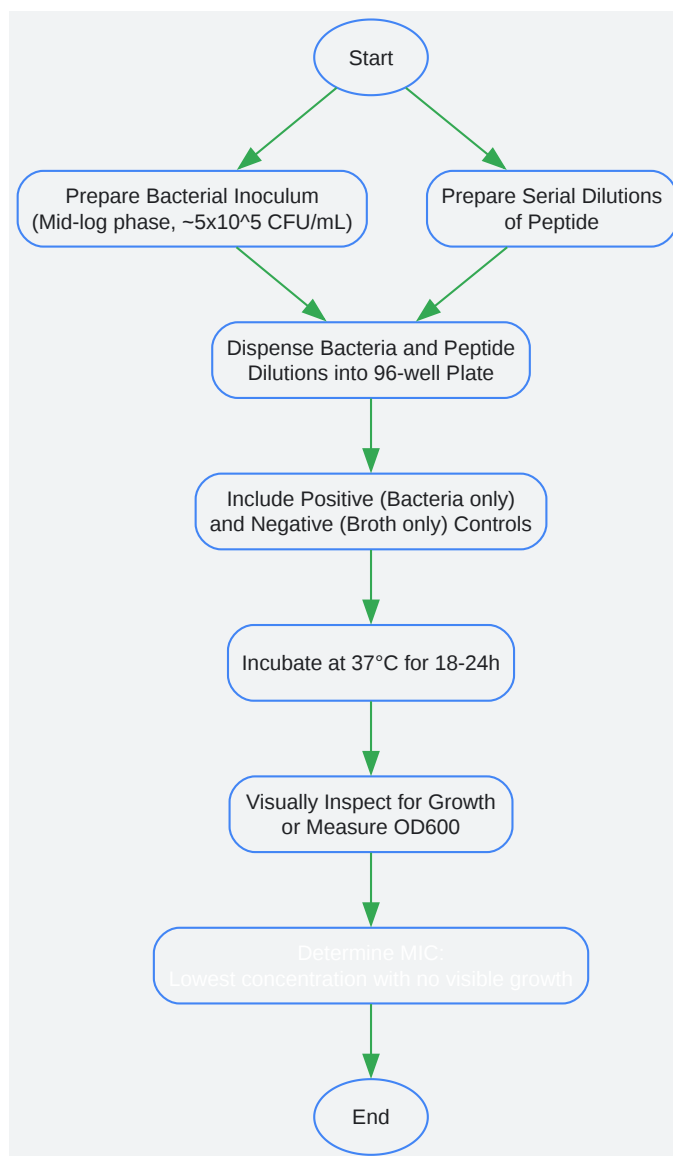 Start
Prepare Bacterial Inoculum
(Mid-log phase, ~5x10^5 CFU/mL)
Prepare Serial Dilutions
of Peptide
Dispense Bacteria and Peptide
Dilutions into 96-well Plate
Include Positive (Bacteria only)
and Negative (Broth only) Controls
Incubate at 37°C for 18-24h
Visually Inspect for Growth
or Measure OD600
Determine MIC:
Lowest concentration with no visible growth
End